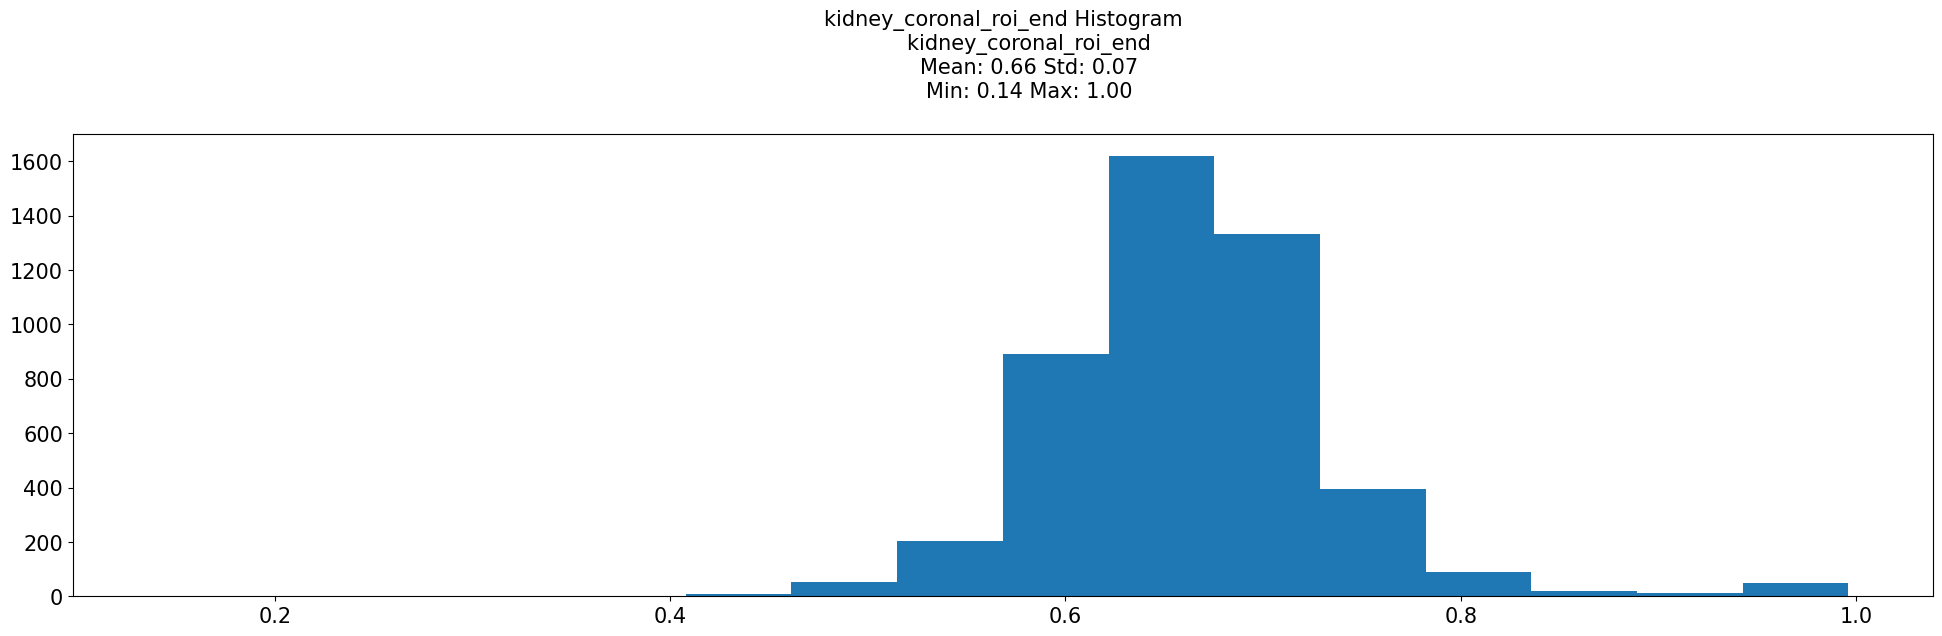 kidney_coronal_roi_end Histogram
kidney_coronal_roi_end
Mean: 0.66 Std: 0.07
Min: 0.14 Max: 1.00
1600
1400
1200
1000
800
600
400
200
0
0.2 0.4 0.6 0.8 1.0